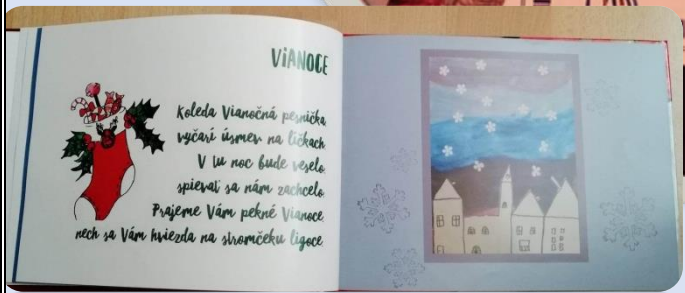 VIANOCE
Koleda Vianočná pesnička
vyčarí úsmev na líčkach
V tu noc bude veselo,
spievať sa nám zachcelo.
Prajeme Vám pekné Vianoce,
nech sa Vám hviezda na stromčeku ligoce.